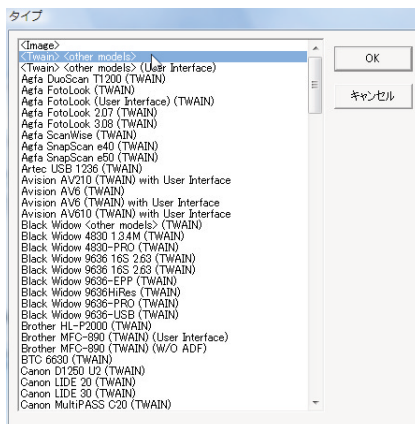 タイプ
<Image>
<Twain> <other models>
<Twain> <other models> (User Interface)
Agfa DuoScan T1200 (TWAIN)
Agfa FotoLook (TWAIN)
Agfa FotoLook (User Interface) (TWAIN)
Agfa FotoLook 2.07 (TWAIN)
Agfa FotoLook 3.08 (TWAIN)
Agfa ScanWise (TWAIN)
Agfa SnapScan e40 (TWAIN)
Agfa SnapScan e50 (TWAIN)
Artec USB 1236 (TWAIN)
Avision AV210 (TWAIN) with User Interface
Avision AV6 (TWAIN)
Avision AV6 (TWAIN) with User Interface
Avision AV610 (TWAIN) with User Interface
Black Widow <other models> (TWAIN)
Black Widow 4830 1.3.4M (TWAIN)
Black Widow 4830-PRO (TWAIN)
Black Widow 9636 16S 2.63 (TWAIN)
Black Widow 9636 16S 2.63 (TWAIN)
Black Widow 9636-EPP (TWAIN)
Black Widow 9636HiRes (TWAIN)
Black Widow 9636-PRO (TWAIN)
Black Widow 9636-USB (TWAIN)
Brother HL-P2000 (TWAIN)
Brother MFC-890 (TWAIN) (User Interface)
Brother MFC-890 (TWAIN) (W/O ADF)
BTC 6630 (TWAIN)
Canon D1250 U2 (TWAIN)
Canon LIDE 20 (TWAIN)
Canon LIDE 30 (TWAIN)
Canon MultiPASS C20 (TWAIN)
OK
キャンセル